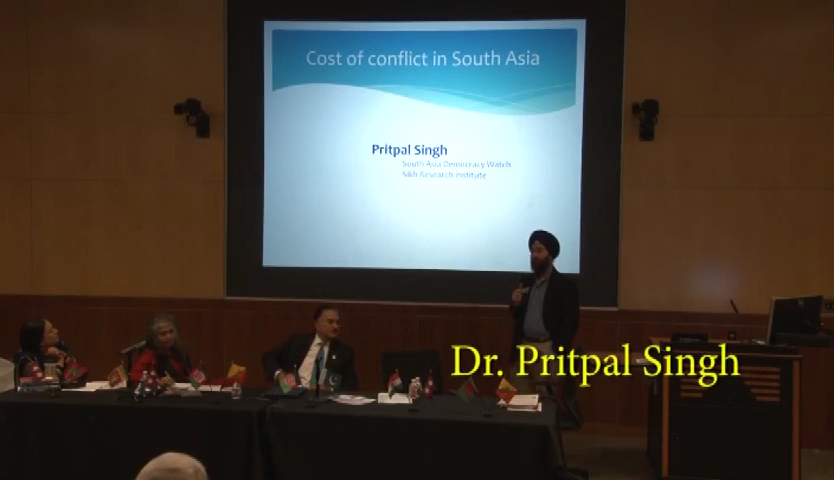 Cost of conflict in South Asia
Pritpal Singh
South Asia Democracy Watch
Sikh Research Institute
Dr. Pritpal Singh